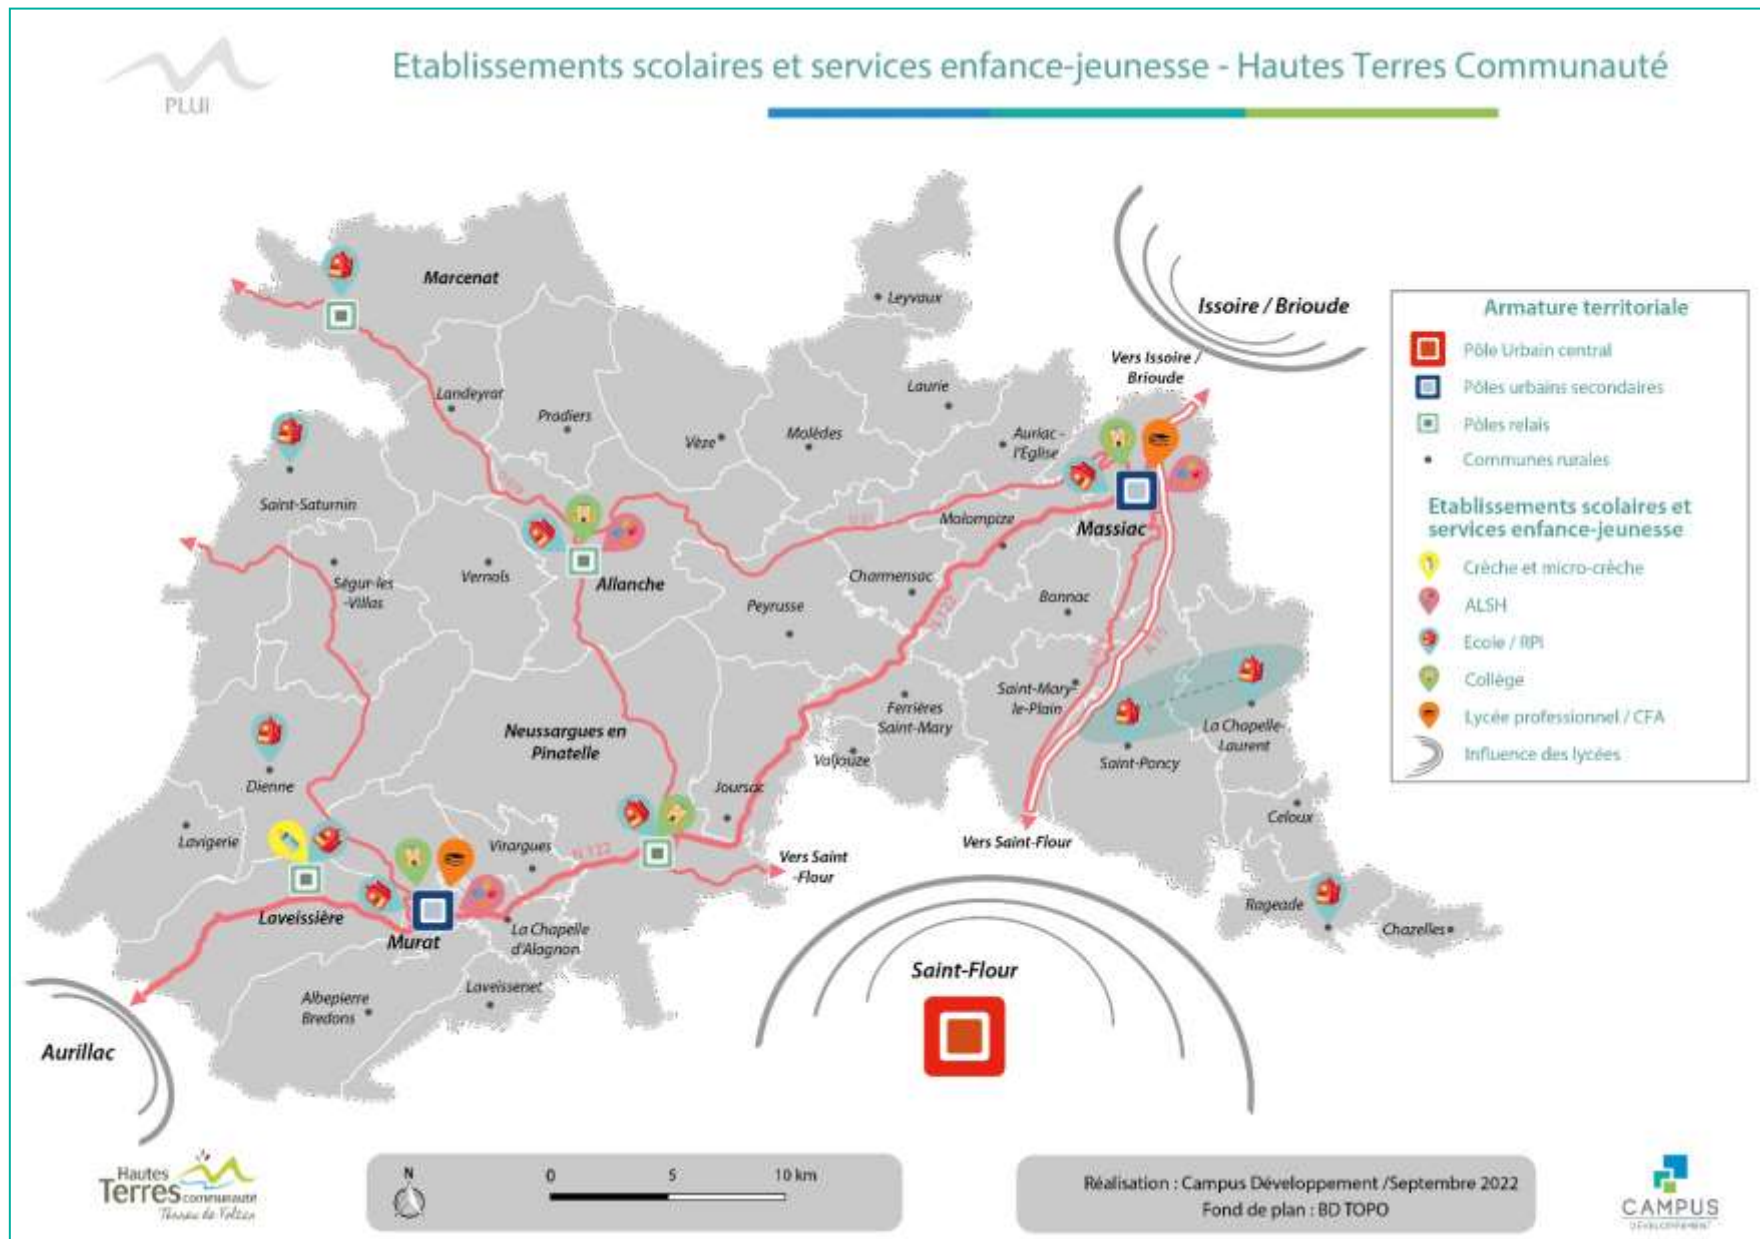 PLUi
Etablissements scolaires et services enfance-jeunesse - Hautes Terres Communauté
Marcenat
Leyvaux
Issoire / Brioude
Vers Issoire /
Brioude
Landeyrat
Pradiers
Vèze
Molèdes
Laurie
Auriac -
l'Eglise
Saint-Saturnin
Ségur-les
-Villas
Vernols
Allanche
Molompize
Massiac
Charmensac
Bonnac
Peyrusse
N 122
A 75
Neussargues en
Pinatelle
Ferrières
Saint-Mary
Saint-Mary-
le-Plain
La Chapelle-
Laurent
Saint-Poncy
Valjouze
Joursac
Dienne
Lavigerie
Virargues
N 122
Vers Saint
-Flour
Vers Saint-Flour
Celoux
Rageade
Chazelles
Laveissière
Murat
La Chapelle
d'Alagnon
Laveissenet
Albepierre
Bredons
Saint-Flour
Aurillac
Armature territoriale
Pôle Urbain central
Pôles urbains secondaires
Pôles relais
Communes rurales
Etablissements scolaires et
services enfance-jeunesse
Crèche et micro-crèche
ALSH
Ecole / RPI
Collège
Lycée professionnel / CFA
Influence des lycées
Hautes
Terres communauté
N
0 5 10 km
Réalisation : Campus Développement /Septembre 2022
Fond de plan : BD TOPO
CAMPUS
DÉVELOPPEMENT